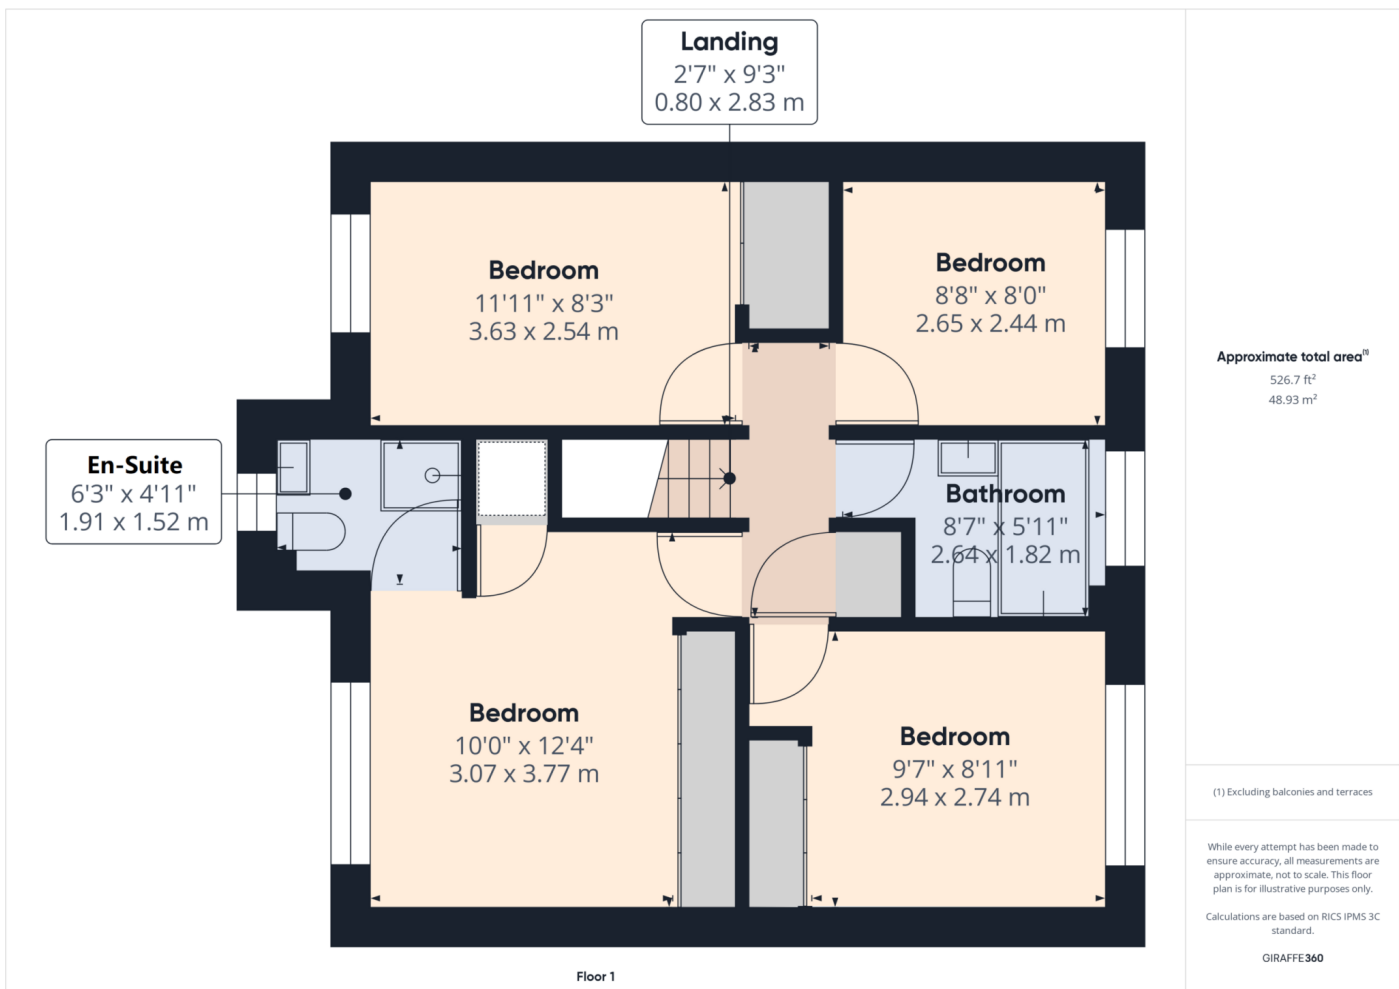 Landing
2'7" x 9'3"
0.80 x 2.83 m
Bedroom
11'11" x 8'3"
3.63 x 2.54 m
Bedroom
8'8" x 8'0"
2.65 x 2.44 m
En-Suite
6'3" x 4'11"
1.91 x 1.52 m
Bathroom
8'7" x 5'11"
2.64 x 1.82 m
Bedroom
10'0" x 12'4"
3.07 x 3.77 m
Bedroom
9'7" x 8'11"
2.94 x 2.74 m
Floor 1
Approximate total area(1)
526.7 ft²
48.93 m²
(1) Excluding balconies and terraces
While every attempt has been made to
ensure accuracy, all measurements are
approximate, not to scale. This floor
plan is for illustrative purposes only.
Calculations are based on RICS IPMS 3C
standard.
GIRAFFE360